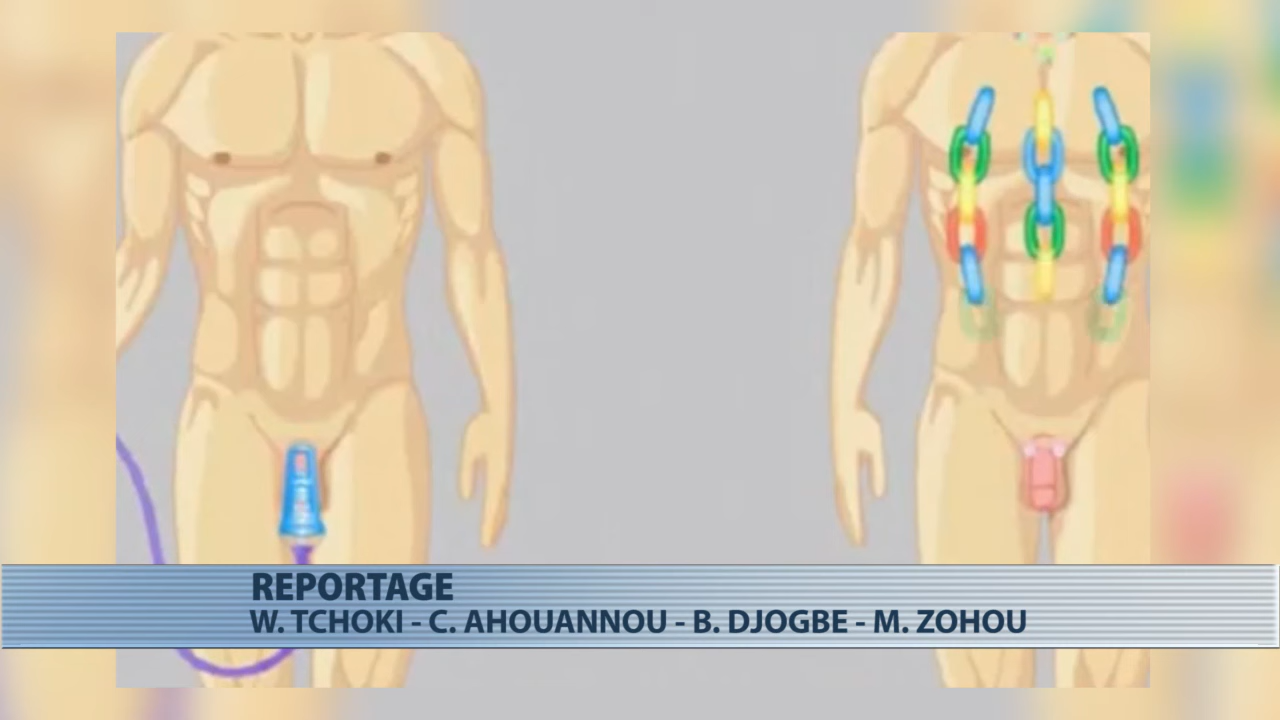 REPORTAGE
W. TCHOKI - C. AHOUANNOU - B. DJOGBE - M. ZOHOU